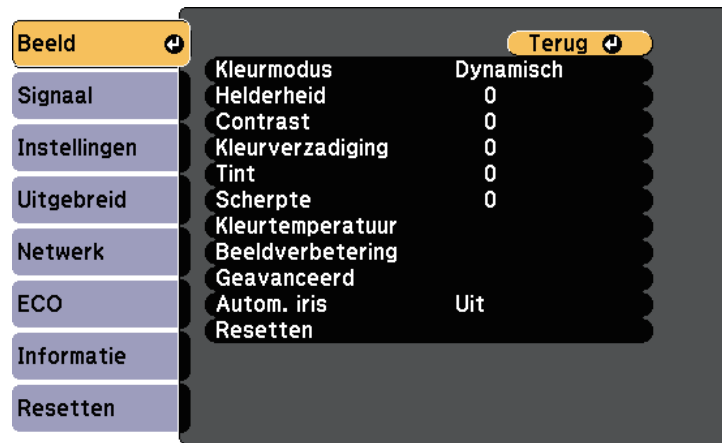 Beeld
Signaal
Instellingen
Uitgebreid
Netwerk
ECO
Informatie
Resetten
Terug
Kleurmodus Dynamisch
Helderheid 0
Contrast 0
Kleurverzadiging 0
Tint 0
Scherpte 0
Kleurtemperatuur
Beeldverbetering
Geavanceerd
Autom. iris Uit
Resetten